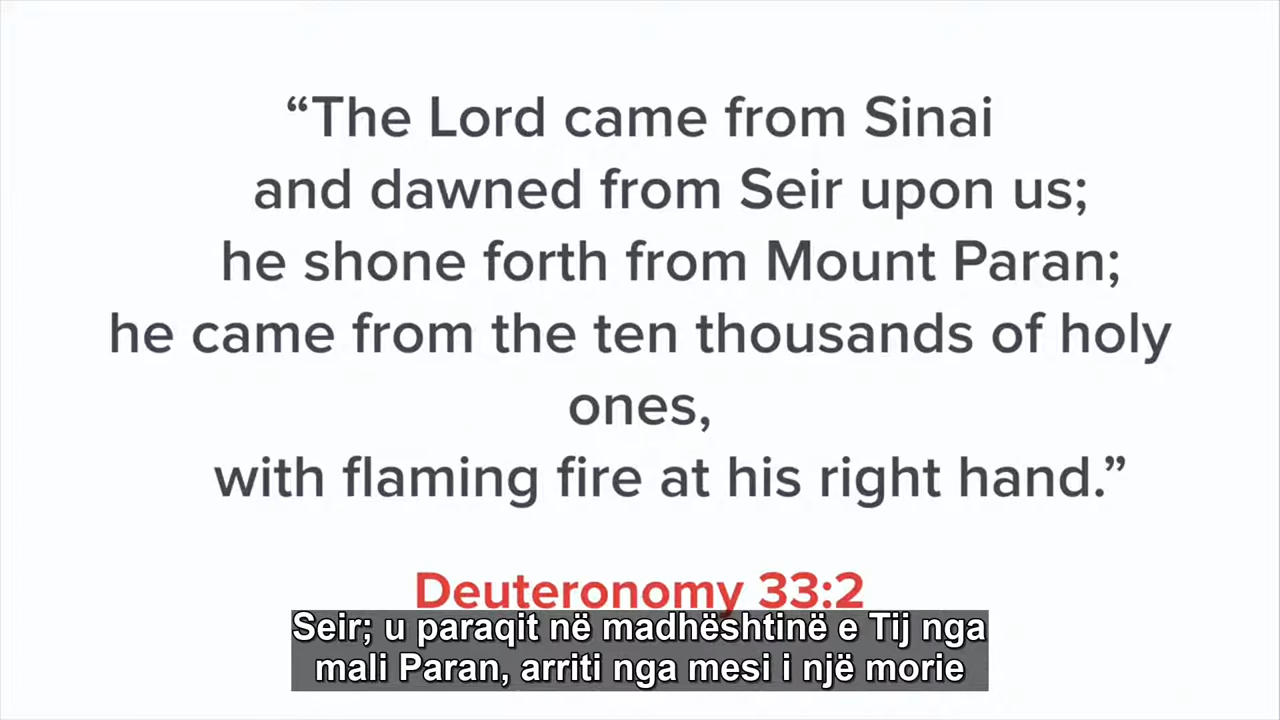 “The Lord came from Sinai
and dawned from Seir upon us;
he shone forth from Mount Paran;
he came from the ten thousands of holy
ones,
with flaming fire at his right hand.”
Deuteronomy 33:2
Seir; u paraqit në madhështinë e Tij nga
mali Paran, arriti nga mesi i një morie